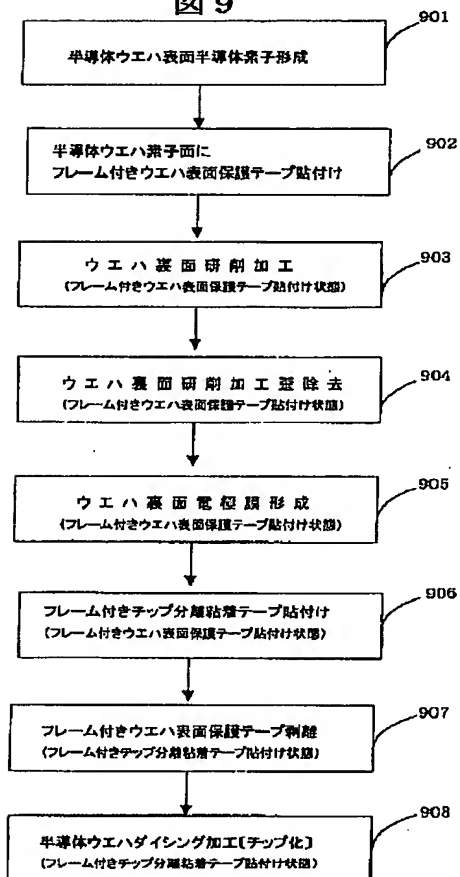 図9
半導体ウエハ表面半導体素子形成
901
半導体ウエハ素子面に
フレーム付きウエハ表面保護テープ貼付け
902
ウエハ裏面研削加工
(フレーム付きウエハ表面保護テープ貼付け状態)
903
ウエハ裏面研削加工歪除去
(フレーム付きウエハ表面保護テープ貼付け状態)
904
ウエハ裏面電極膜形成
(フレーム付きウエハ表面保護テープ貼付け状態)
905
フレーム付きチップ分離粘着テープ貼付け
(フレーム付きウエハ表面保護テープ貼付け状態)
906
フレーム付きウエハ表面保護テープ剥離
(フレーム付きチップ分離粘着テープ貼付け状態)
907
半導体ウエハダイシング加工〔チップ化〕
(フレーム付きチップ分離粘着テープ貼付け状態)
908